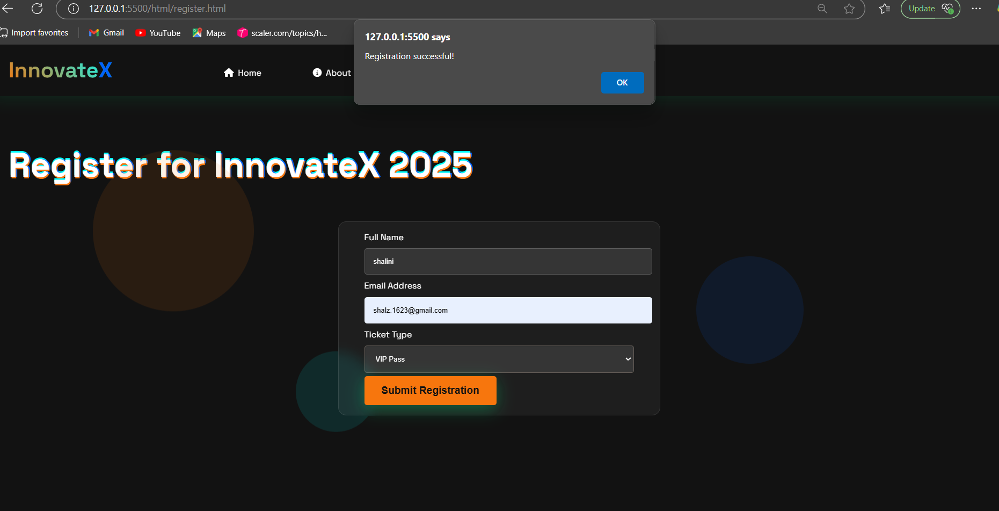 127.0.0.1:5500/html/register.html
Update
Import favorites
Gmail
YouTube
Maps
scaler.com/topics/h...
127.0.0.1:5500 says
Registration successful!
OK
InnovateX
Home
About
Register for InnovateX 2025
Full Name
shalini
Email Address
shalz.1623@gmail.com
Ticket Type
VIP Pass
Submit Registration